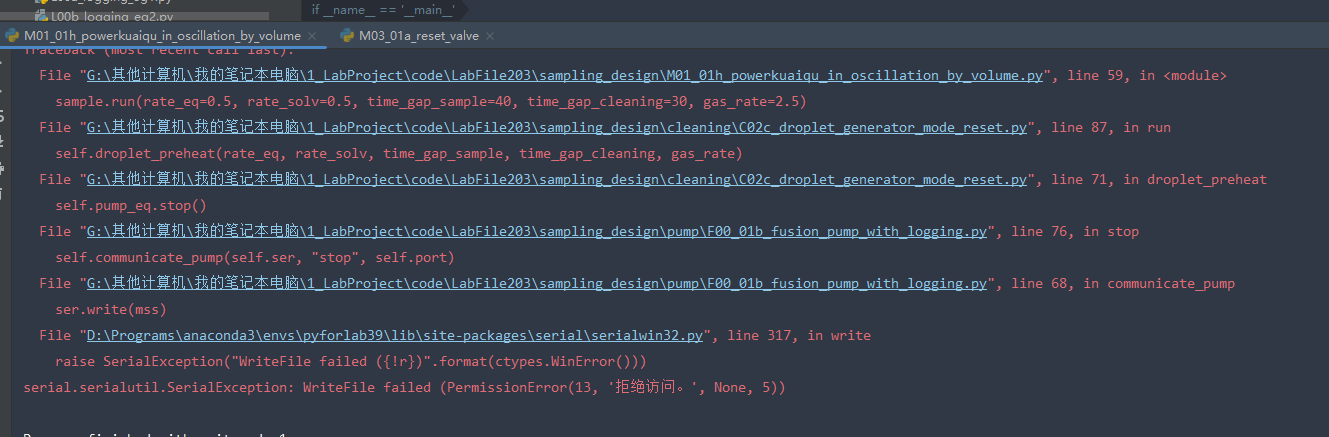 L00b_logging_eg2.py
if __name__ == '__main__'
M01_01h_powerkuaiqu_in_oscillation_by_volume
M03_01a_reset_valve
Traceback (most recent call last):
File "G:\其他计算机\我的笔记本电脑\1_LabProject\code\LabFile203\sampling_design\M01_01h_powerkuaiqu_in_oscillation_by_volume.py", line 59, in <module>
sample.run(rate_eq=0.5, rate_solv=0.5, time_gap_sample=40, time_gap_cleaning=30, gas_rate=2.5)
File "G:\其他计算机\我的笔记本电脑\1_LabProject\code\LabFile203\sampling_design\cleaning\C02c_droplet_generator_mode_reset.py", line 87, in run
self.droplet_preheat(rate_eq, rate_solv, time_gap_sample, time_gap_cleaning, gas_rate)
File "G:\其他计算机\我的笔记本电脑\1_LabProject\code\LabFile203\sampling_design\cleaning\C02c_droplet_generator_mode_reset.py", line 71, in droplet_preheat
self.pump_eq.stop()
File "G:\其他计算机\我的笔记本电脑\1_LabProject\code\LabFile203\sampling_design\pump\F00_01b_fusion_pump_with_logging.py", line 76, in stop
self.communicate_pump(self.ser, "stop", self.port)
File "G:\其他计算机\我的笔记本电脑\1_LabProject\code\LabFile203\sampling_design\pump\F00_01b_fusion_pump_with_logging.py", line 68, in communicate_pump
ser.write(mss)
File "D:\Programs\anaconda3\envs\pyforlab39\lib\site-packages\serial\serialwin32.py", line 317, in write
raise SerialException("WriteFile failed ({!r})".format(ctypes.WinError()))
serial.serialutil.SerialException: WriteFile failed (PermissionError(13, '拒绝访问。', None, 5))